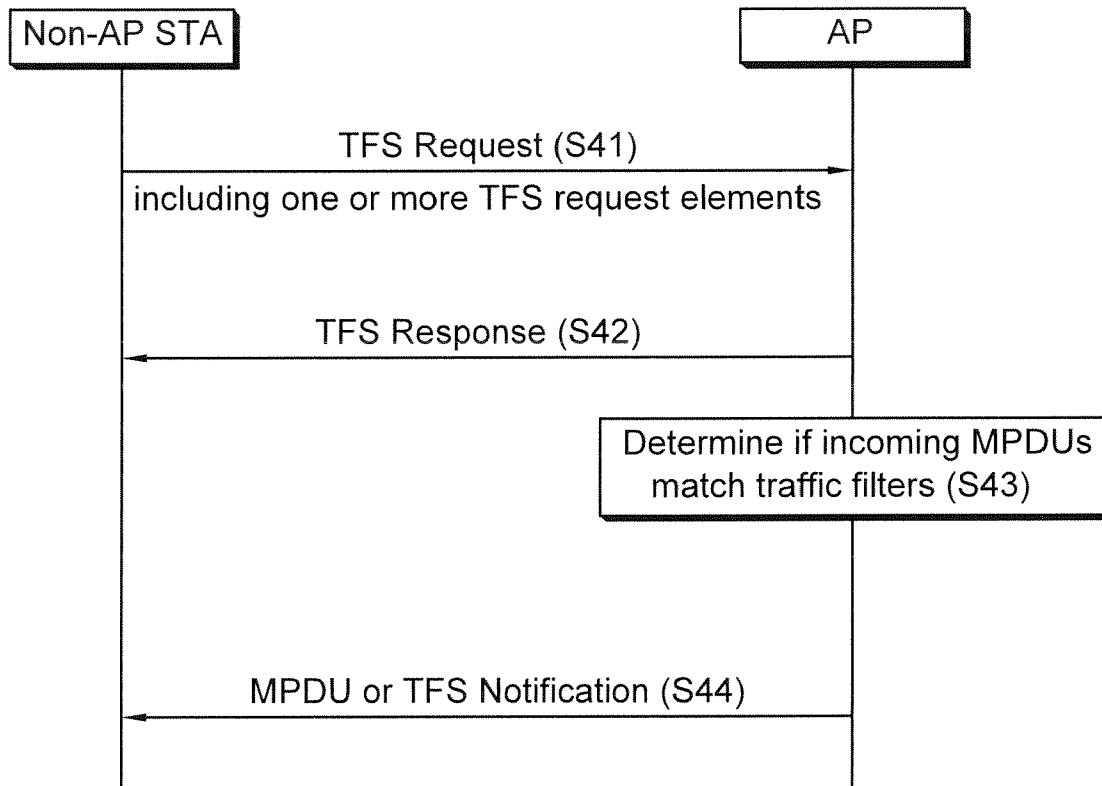 Non-AP STA
AP
TFS Request (S41)
including one or more TFS request elements
TFS Response (S42)
Determine if incoming MPDUs
match traffic filters (S43)
MPDU or TFS Notification (S44)